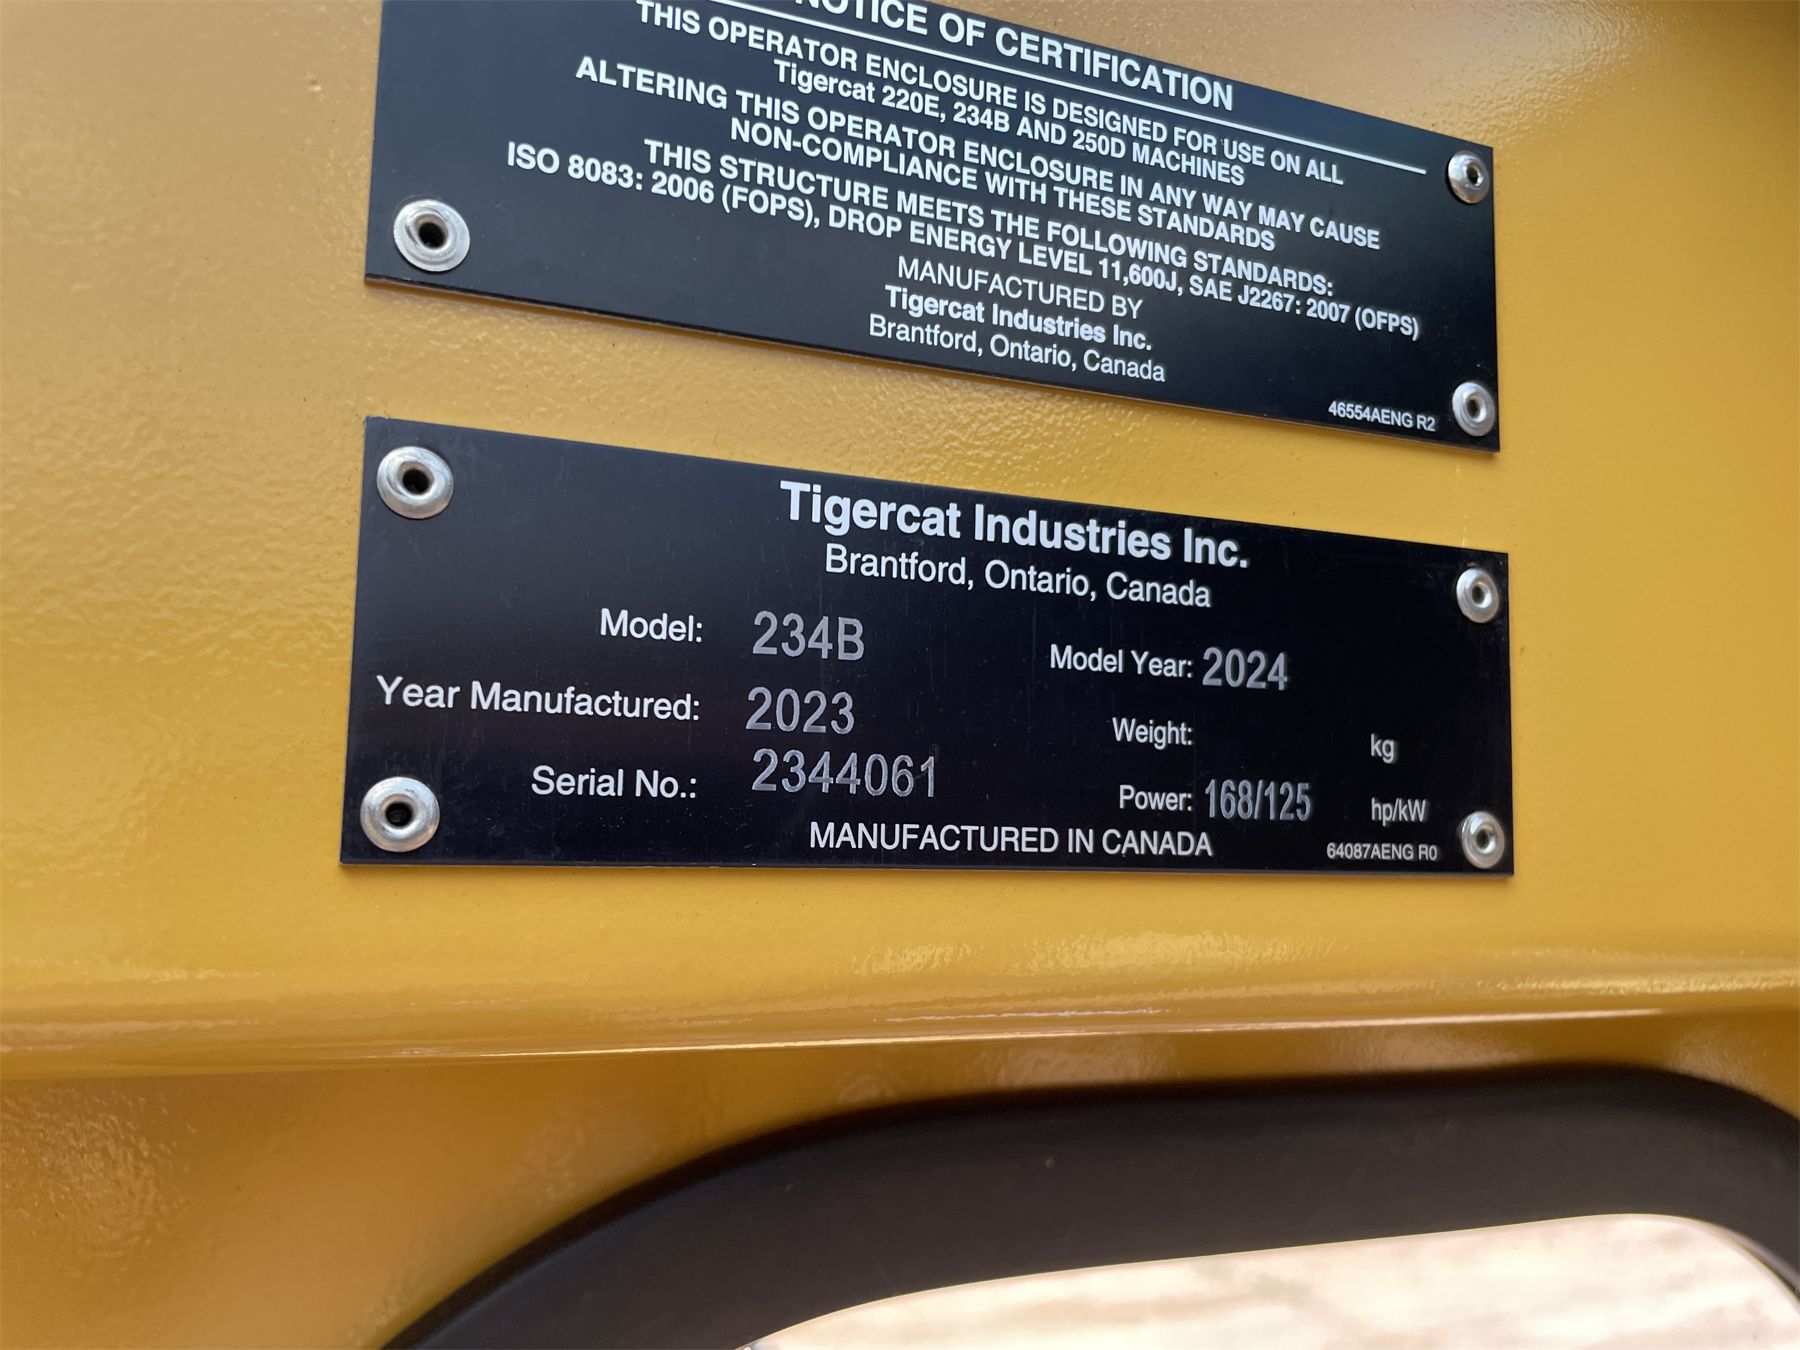 NOTICE OF CERTIFICATION
THIS OPERATOR ENCLOSURE IS DESIGNED FOR USE ON ALL
Tigercat 220E, 234B AND 250D MACHINES
ALTERING THIS OPERATOR ENCLOSURE IN ANY WAY MAY CAUSE
NON-COMPLIANCE WITH THESE STANDARDS
THIS STRUCTURE MEETS THE FOLLOWING STANDARDS:
ISO 8083: 2006 (FOPS), DROP ENERGY LEVEL 11,600J, SAE J2267: 2007 (OFPS)
MANUFACTURED BY
Tigercat Industries Inc.
Brantford, Ontario, Canada
46554AENG R2
Tigercat Industries Inc.
Brantford, Ontario, Canada
Model: 234B
Model Year: 2024
Year Manufactured: 2023
Weight: kg
Serial No.: 2344061
Power: 168/125 hp/kW
MANUFACTURED IN CANADA
64087AENG R0